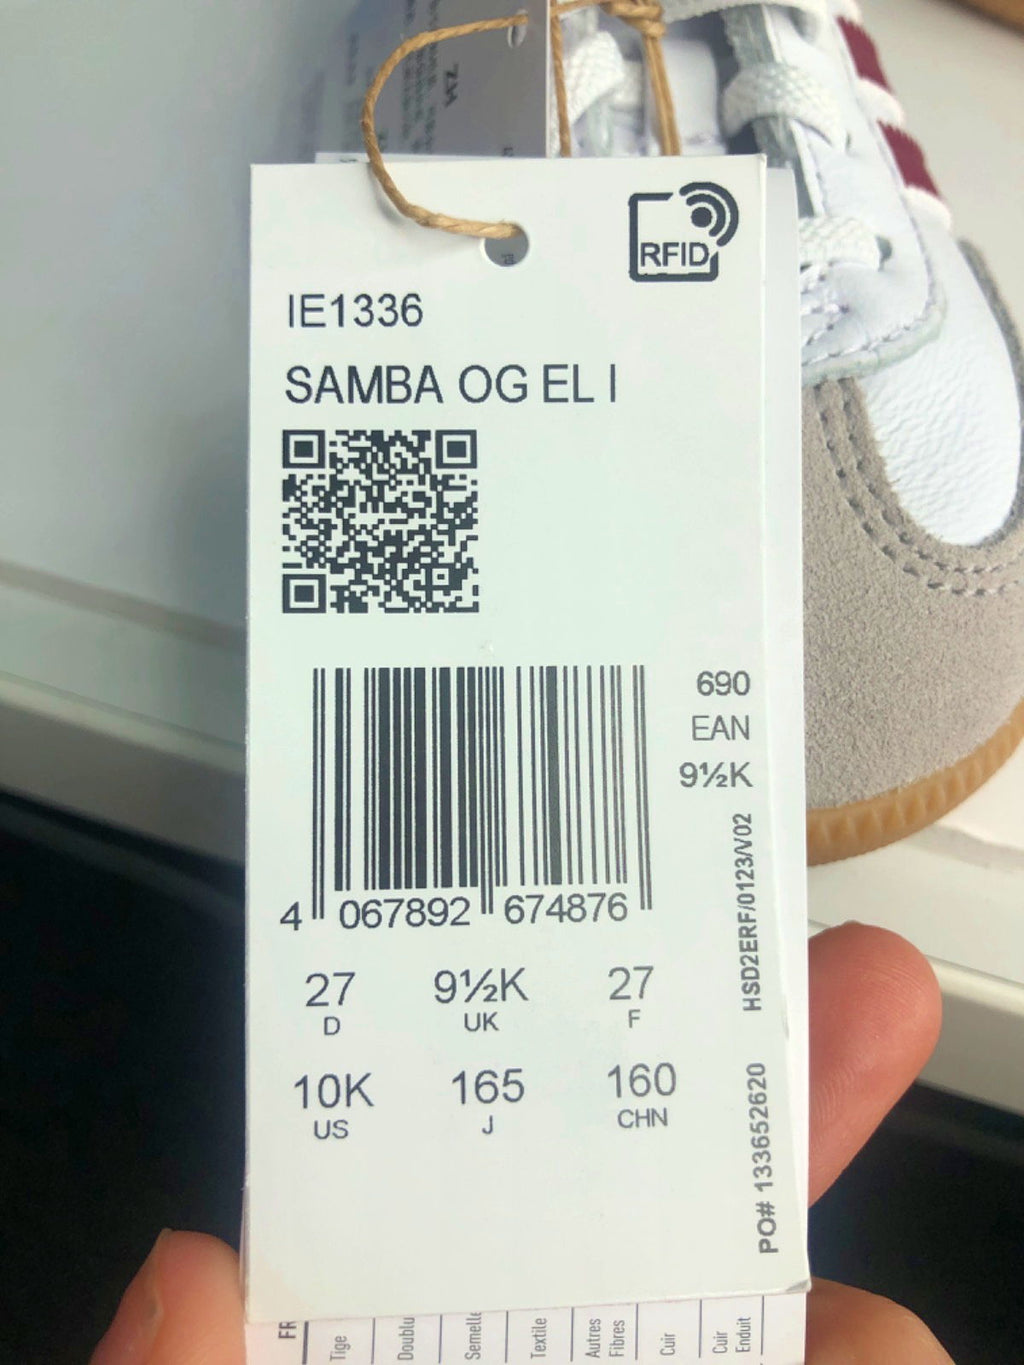 RFID
IE1336
SAMBA OG EL I
690
EAN
9½K
4 067892 674876
27 9½K 27
D UK F
10K 165 160
US J CHN
HSD2ERF/0123/V02
PO# 133652620
FR
Tige
Doublu
Semelle
Textile
Autres
Fibres
Cuir
Cuir
Enduit